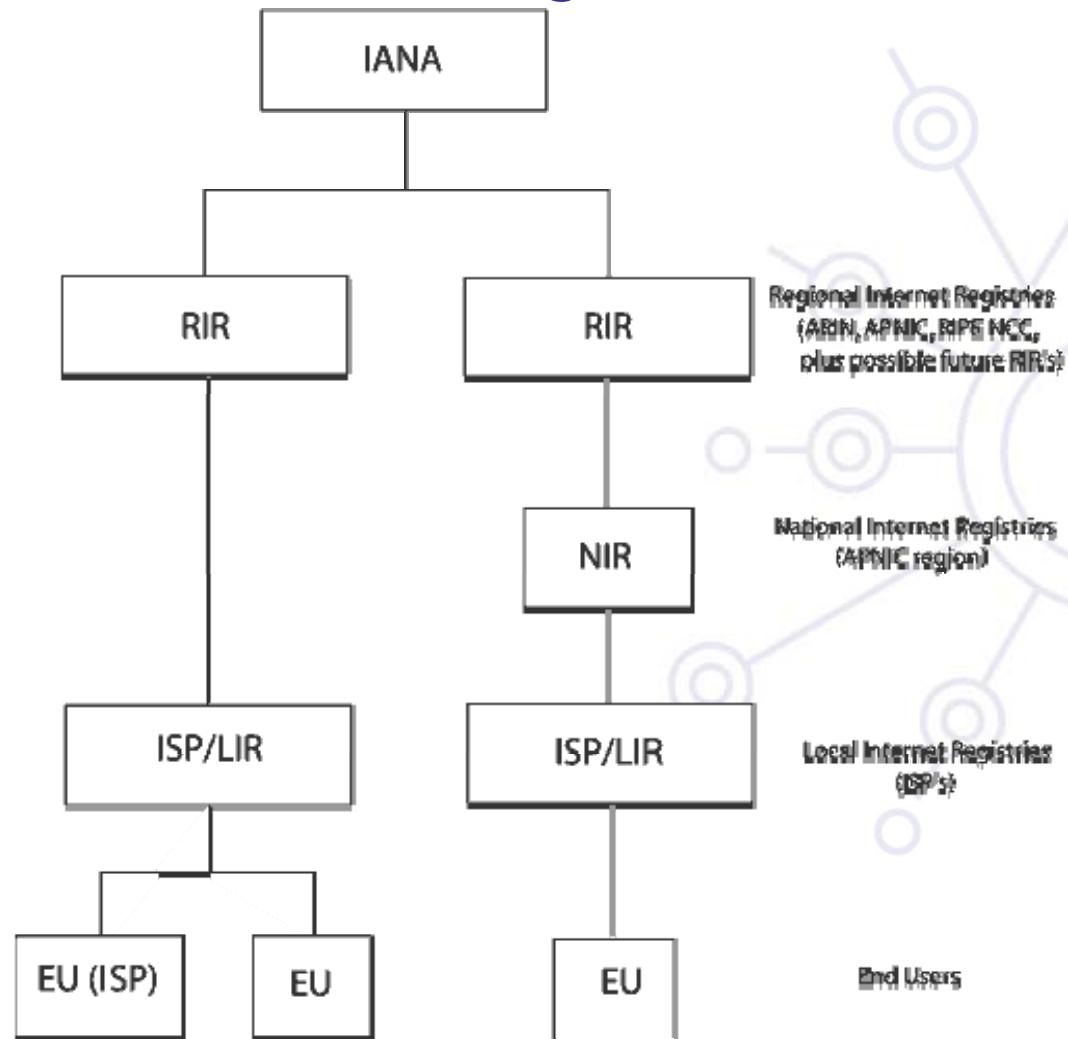 IANA
RIR
RIR
Regional Internet Registries
(ARIN, APNIC, RIPE NCC,
plus possible future RIR's)
NIR
National Internet Registries
(APNIC region)
ISP/LIR
ISP/LIR
Local Internet Registries
(ISP's)
EU (ISP)
EU
EU
End Users